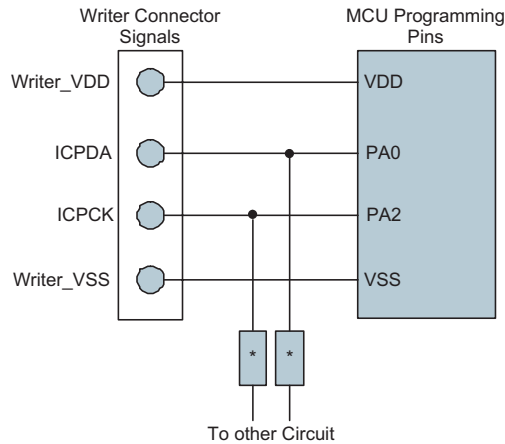 Writer Connector
Signals
MCU Programming
Pins
Writer_VDD
VDD
ICPDA
PA0
ICPCK
PA2
Writer_VSS
VSS
*
*
To other Circuit